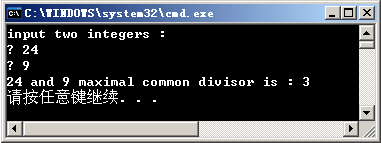 C:\WINDOWS\system32\cmd.exe
input two integers :
? 24
? 9
24 and 9 maximal common divisor is : 3
请按任意键继续. . .